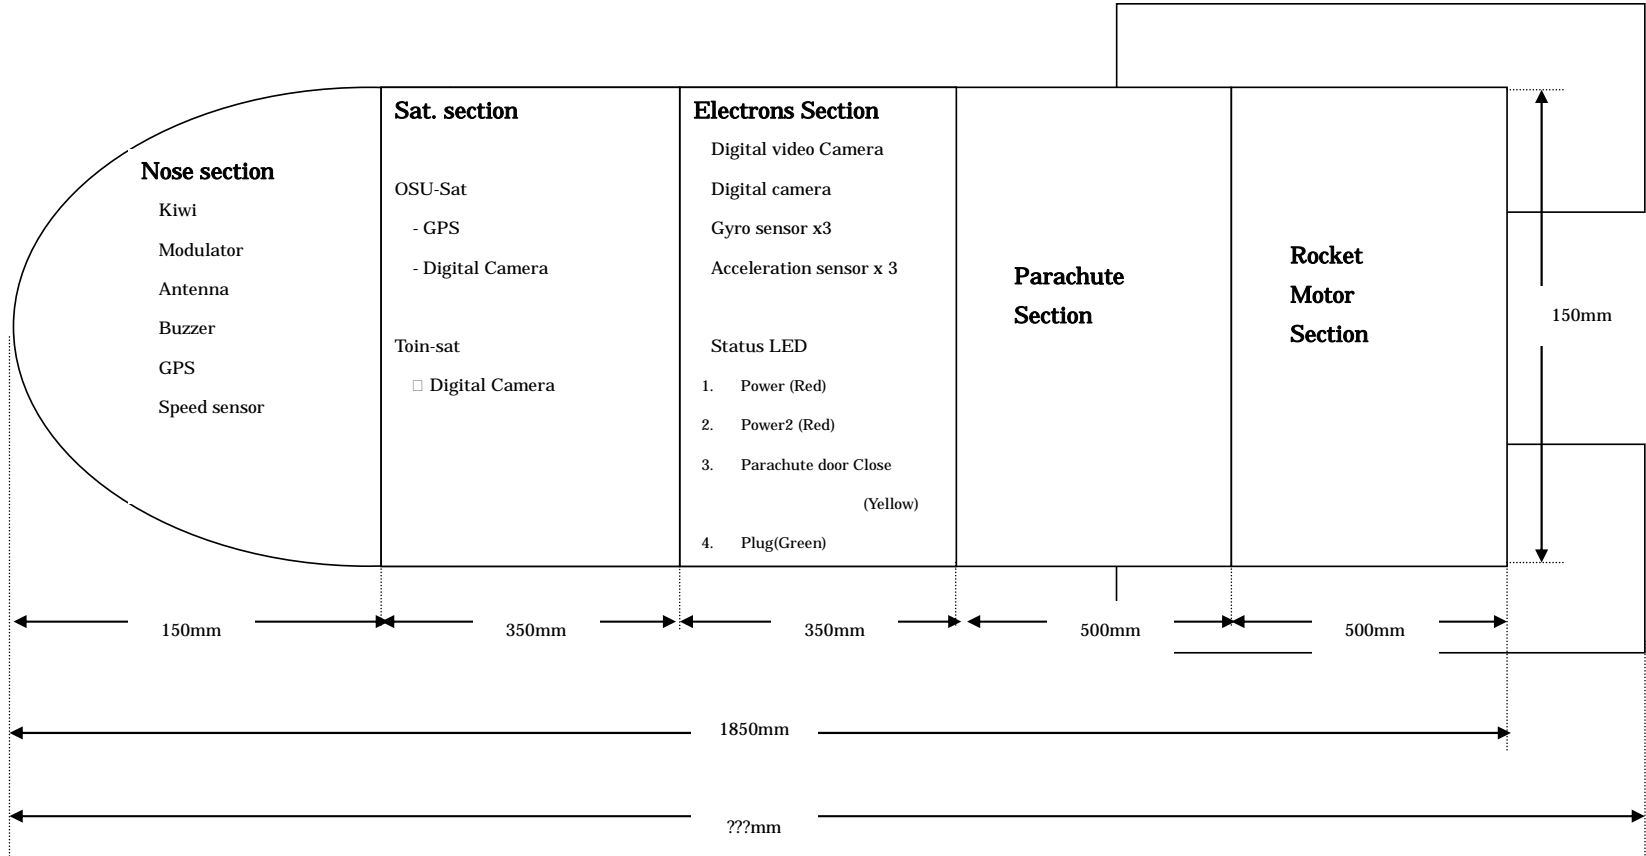 Nose section
Kiwi
Modulator
Antenna
Buzzer
GPS
Speed sensor
Sat. section
OSU-Sat
- GPS
- Digital Camera
Toin-sat
□ Digital Camera
Electrons Section
Digital video Camera
Digital camera
Gyro sensor x3
Acceleration sensor x 3
Status LED
1. Power (Red)
2. Power2 (Red)
3. Parachute door Close
(Yellow)
4. Plug(Green)
Parachute
Section
Rocket
Motor
Section
150mm
150mm
350mm
350mm
500mm
500mm
1850mm
???mm